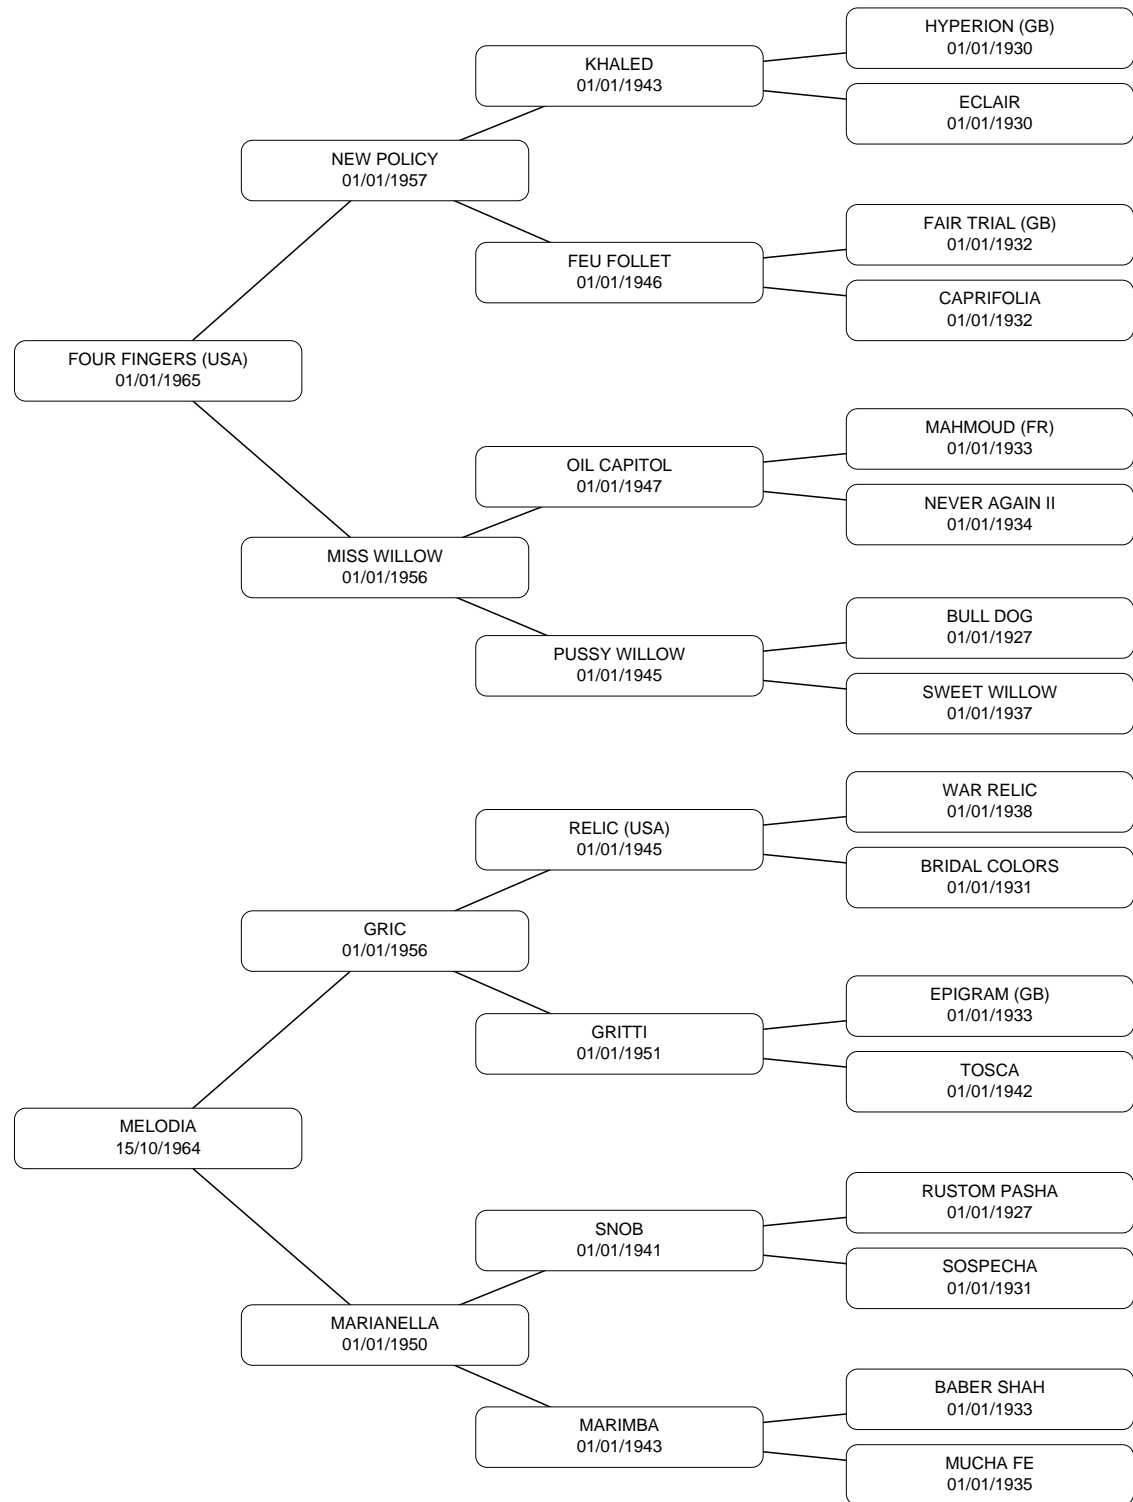 HYPERION (GB)
01/01/1930
KHALED
01/01/1943
ECLAIR
01/01/1930
NEW POLICY
01/01/1957
FAIR TRIAL (GB)
01/01/1932
FEU FOLLET
01/01/1946
CAPRIFOLIA
01/01/1932
FOUR FINGERS (USA)
01/01/1965
MAHMOUD (FR)
01/01/1933
OIL CAPITOL
01/01/1947
NEVER AGAIN II
01/01/1934
MISS WILLOW
01/01/1956
BULL DOG
01/01/1927
PUSSY WILLOW
01/01/1945
SWEET WILLOW
01/01/1937
WAR RELIC
01/01/1938
RELIC (USA)
01/01/1945
BRIDAL COLORS
01/01/1931
GRIC
01/01/1956
EPIGRAM (GB)
01/01/1933
GRITTI
01/01/1951
TOSCA
01/01/1942
MELODIA
15/10/1964
RUSTOM PASHA
01/01/1927
SNOB
01/01/1941
SOSPECHA
01/01/1931
MARIANELLA
01/01/1950
BABER SHAH
01/01/1933
MARIMBA
01/01/1943
MUCHA FE
01/01/1935